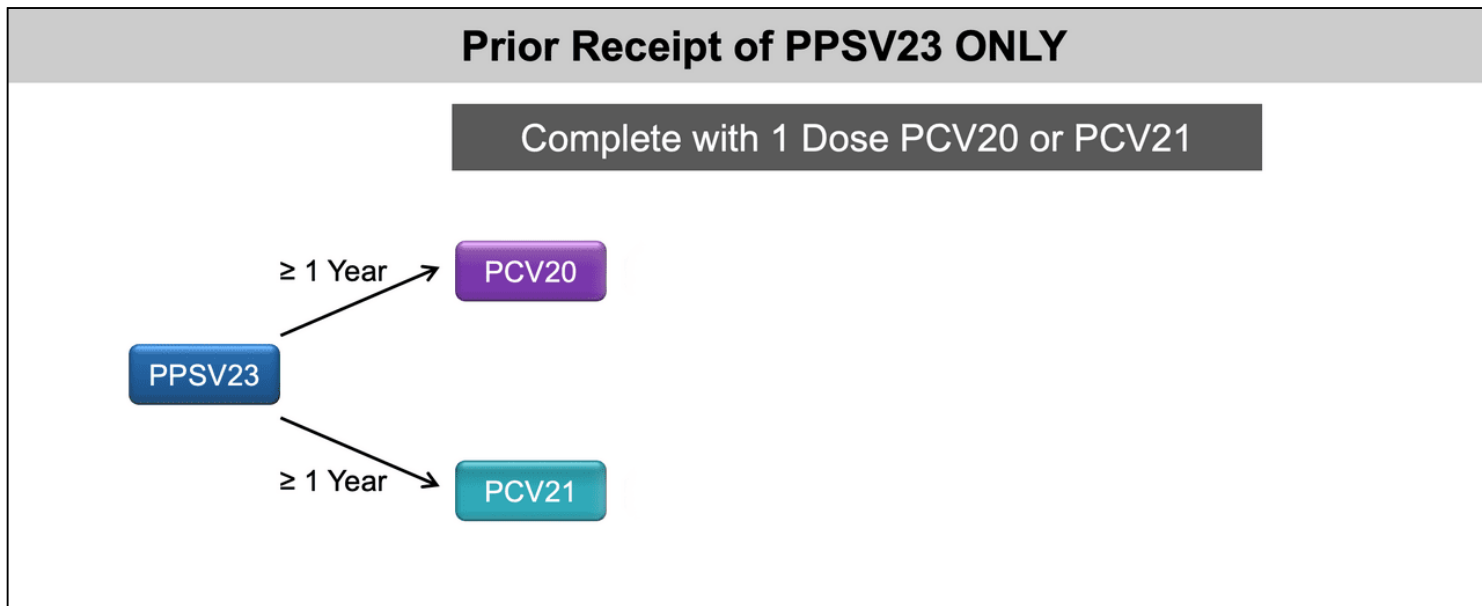 Prior Receipt of PPSV23 ONLY
Complete with 1 Dose PCV20 or PCV21
≥ 1 Year
PCV20
PPSV23
≥ 1 Year
PCV21